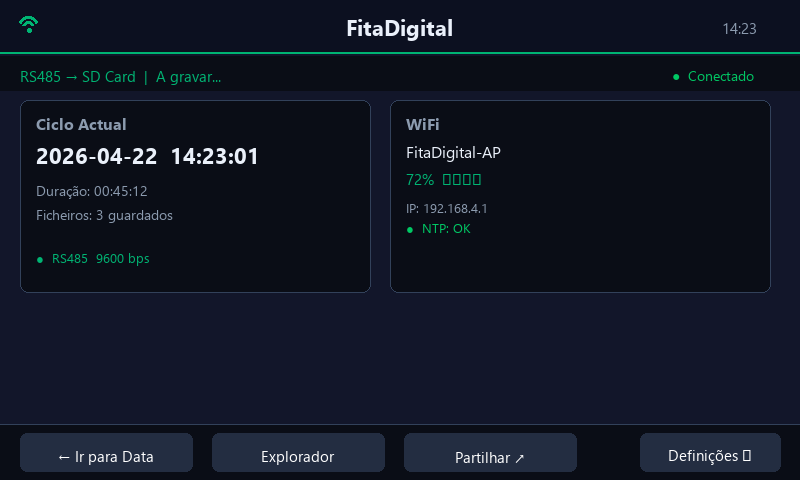 FitaDigital
14:23
RS485 → SD Card | A gravar...
● Conectado
Ciclo Actual
2026-04-22 14:23:01
Duração: 00:45:12
Ficheiros: 3 guardados
● RS485 9600 bps
WiFi
FitaDigital-AP
72% ▯▯▯▯
IP: 192.168.4.1
● NTP: OK
← Ir para Data
Explorador
Partilhar ↗
Definições ▯